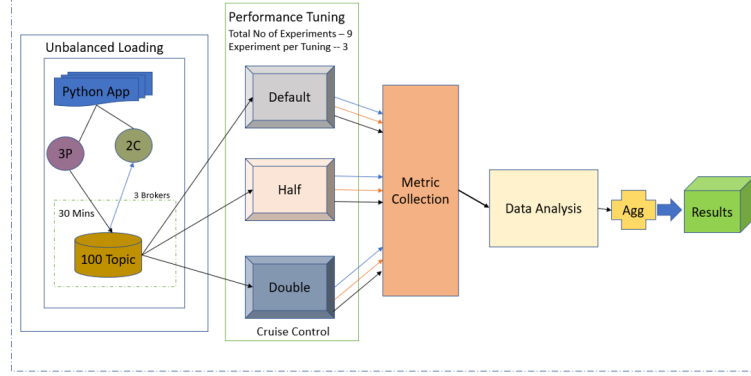 Performance Tuning
Total No of Experiments – 9
Experiment per Tuning -- 3
Unbalanced Loading
Python App
3P
2C
3 Brokers
30 Mins
100 Topic
Default
Half
Double
Cruise Control
Metric
Collection
Data Analysis
Agg
Results